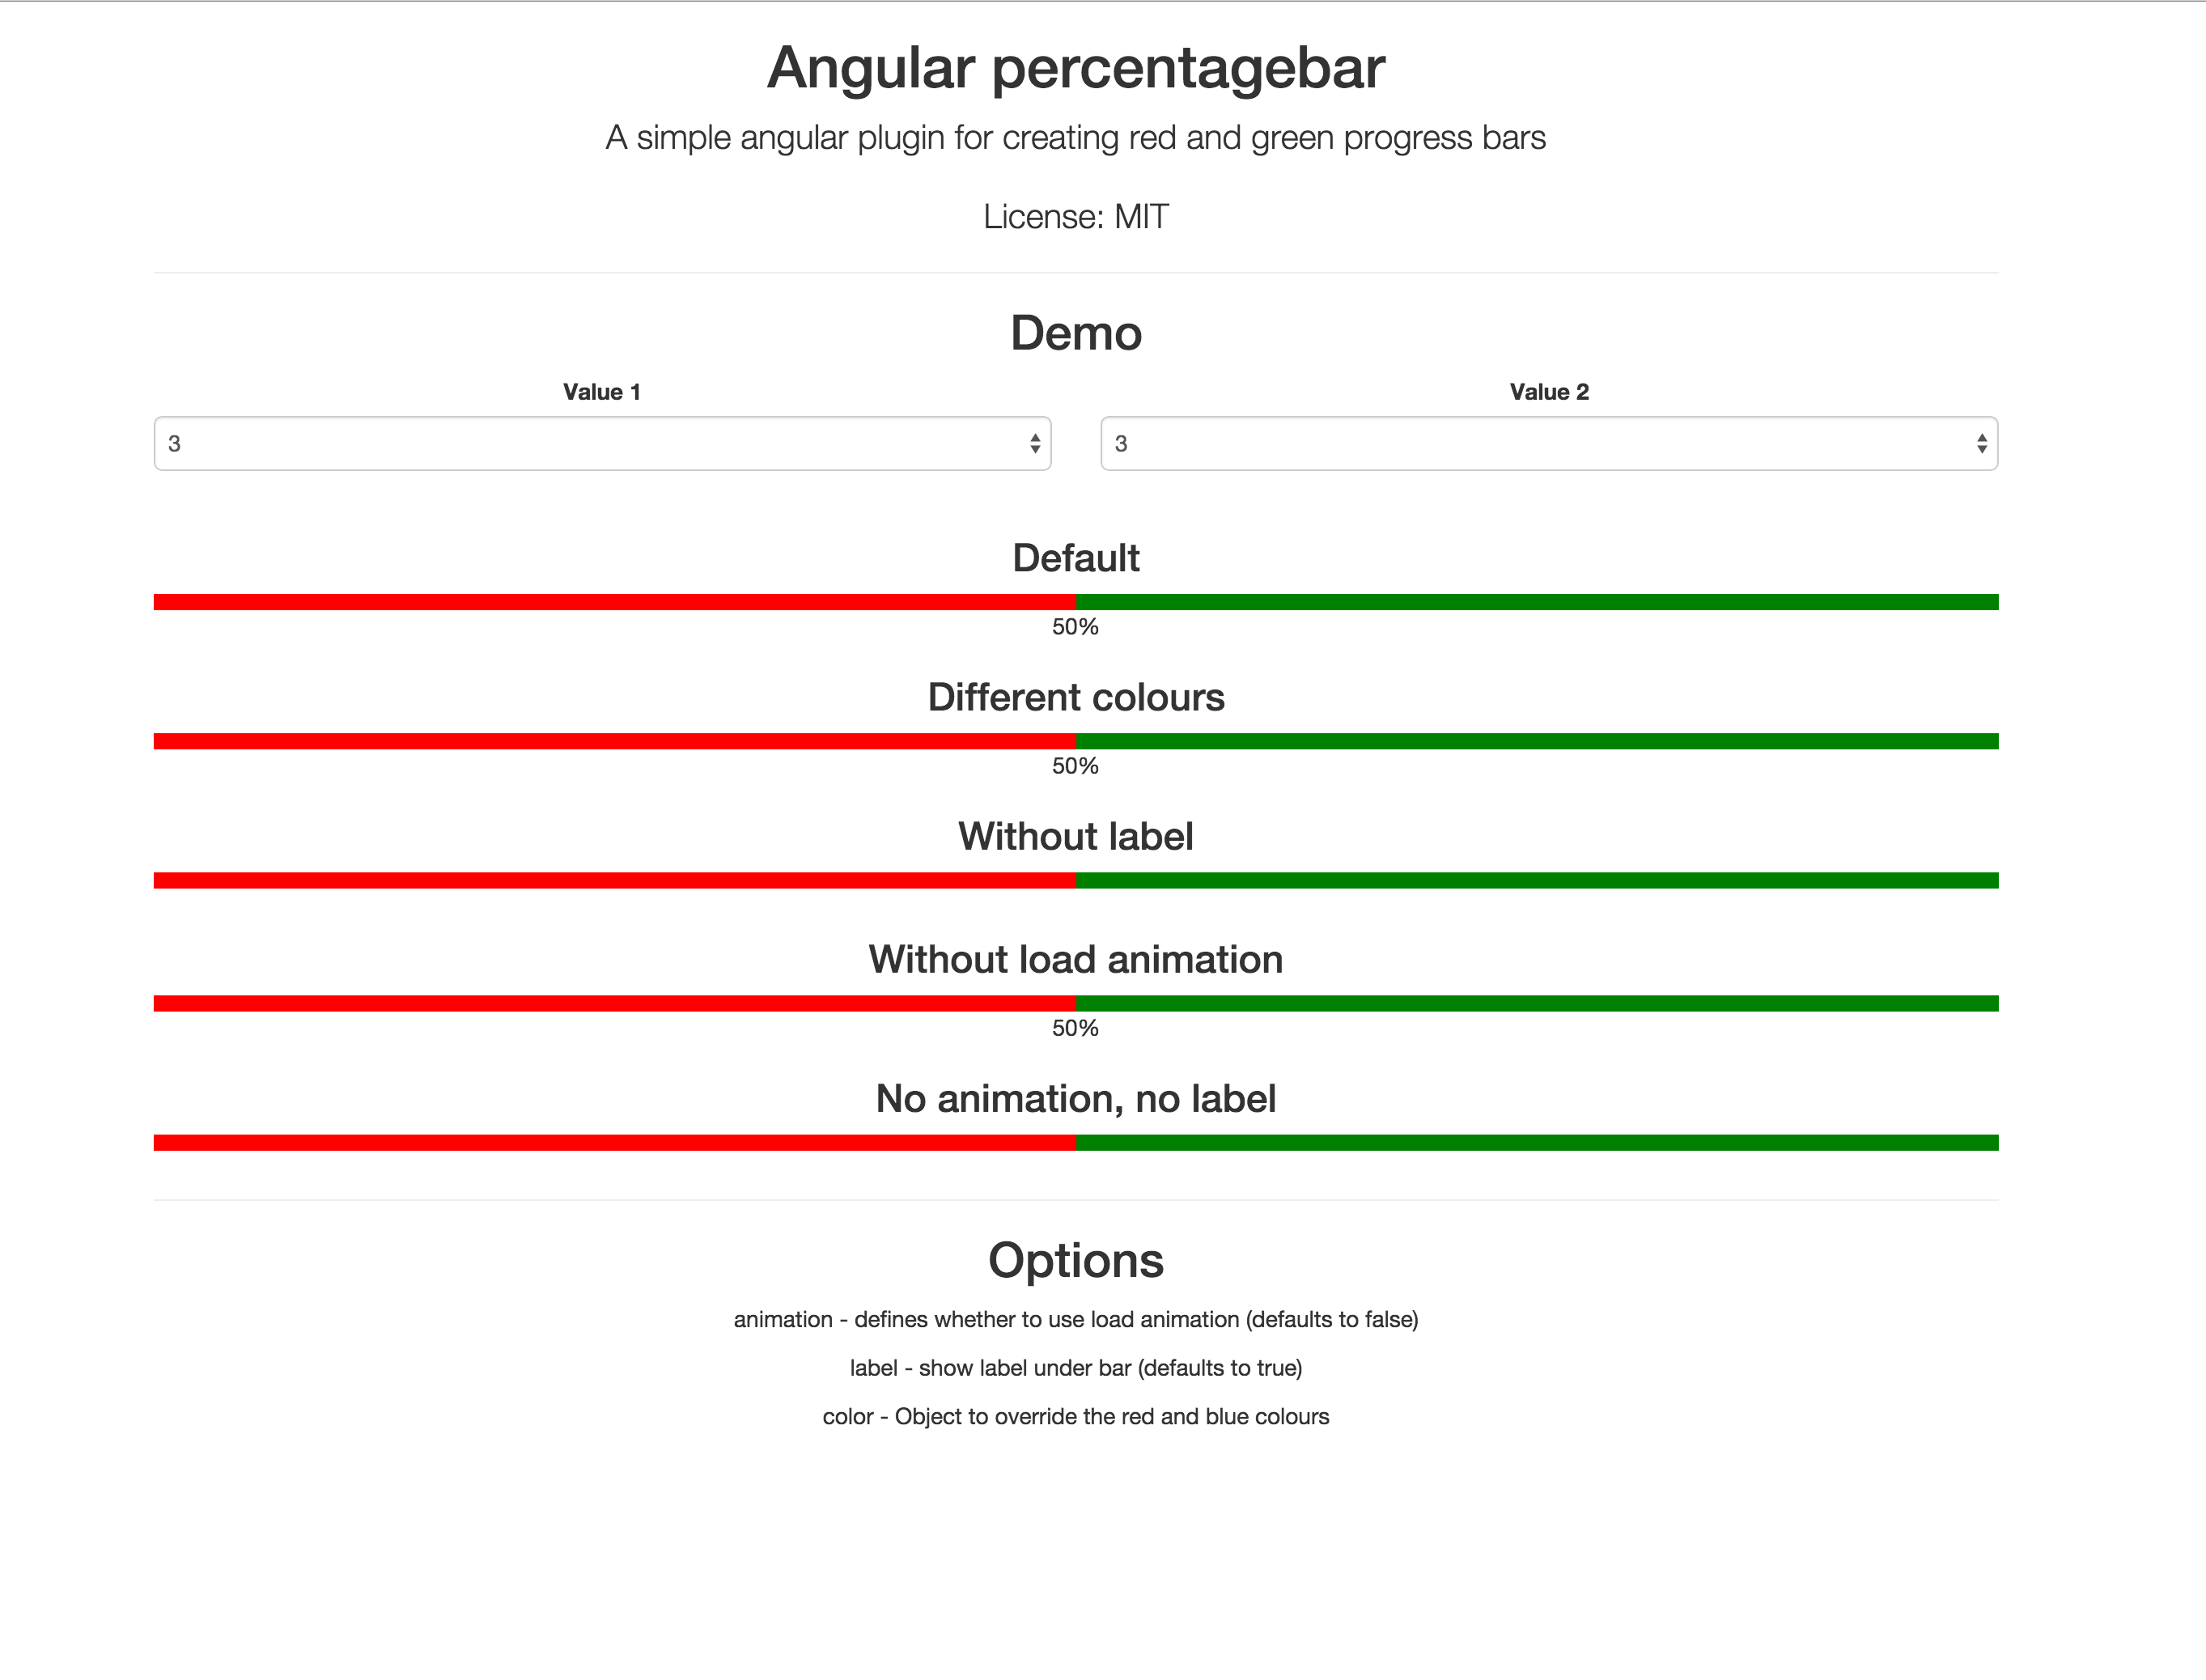 Angular percentagebar
A simple angular plugin for creating red and green progress bars
License: MIT
Demo
Value 1
Value 2
3
3
Default
50%
Different colours
50%
Without label
Without load animation
50%
No animation, no label
Options
animation - defines whether to use load animation (defaults to false)
label - show label under bar (defaults to true)
color - Object to override the red and blue colours